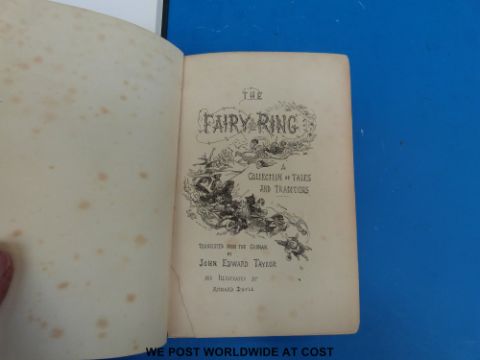 THE
FAIRY RING
A
COLLECTION OF TALES
AND TRADITIONS
TRANSLATED FROM THE GERMAN
BY
JOHN EDWARD TAYLOR
AND ILLUSTRATED BY
RICHARD DOYLE
WE POST WORLDWIDE AT COST